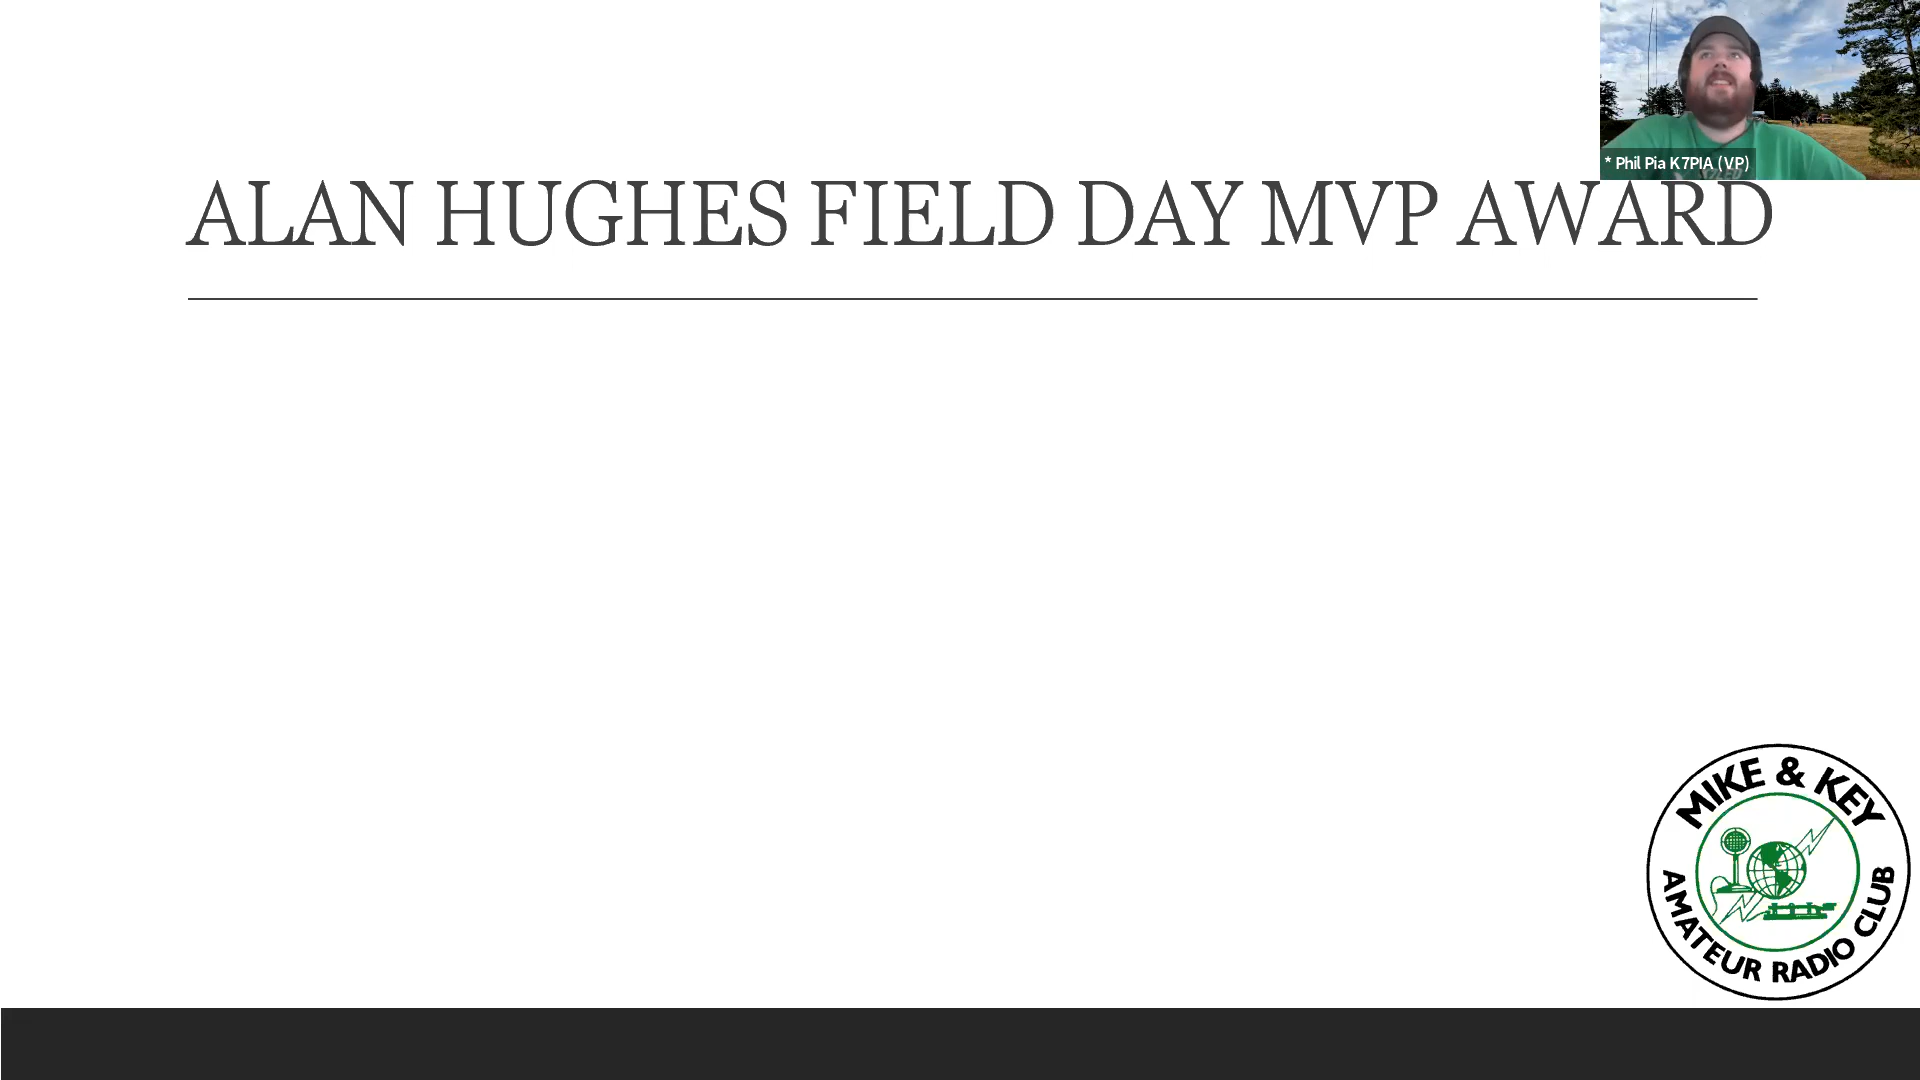 * Phil Pia K7PIA (VP)
ALAN HUGHES FIELD DAY MVP AWARD
MIKE & KEY
AMATEUR RADIO CLUB